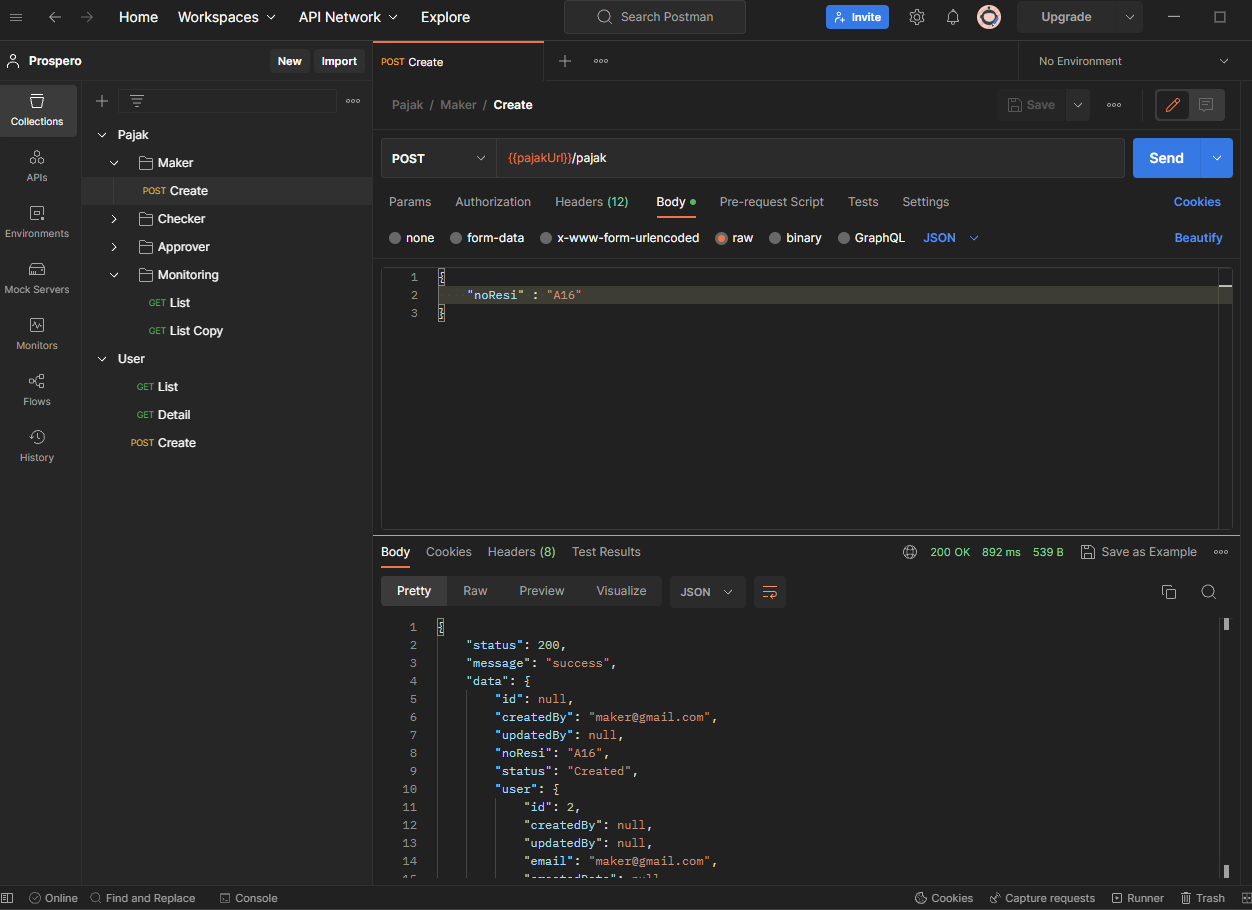 Home Workspaces API Network Explore Search Postman Invite Upgrade
Prospero New Import POST Create No Environment
Collections
APIs
Environments
Mock Servers
Monitors
Flows
History
Pajak
Maker
POST Create
Checker
Approver
Monitoring
GET List
GET List Copy
User
GET List
GET Detail
POST Create
Pajak / Maker / Create Save
POST {{pajakUrl}}/pajak Send
Params Authorization Headers (12) Body Pre-request Script Tests Settings Cookies
none form-data x-www-form-urlencoded raw binary GraphQL JSON Beautify
1 {
2 "noResi" : "A16"
3 }
Body Cookies Headers (8) Test Results 200 OK 892 ms 539 B Save as Example
Pretty Raw Preview Visualize JSON
1 {
2 "status": 200,
3 "message": "success",
4 "data": {
5 "id": null,
6 "createdBy": "maker@gmail.com",
7 "updatedBy": null,
8 "noResi": "A16",
9 "status": "Created",
10 "user": {
11 "id": 2,
12 "createdBy": null,
13 "updatedBy": null,
14 "email": "maker@gmail.com",
15 "createdDate": null
Online Find and Replace Console Cookies Capture requests Runner Trash